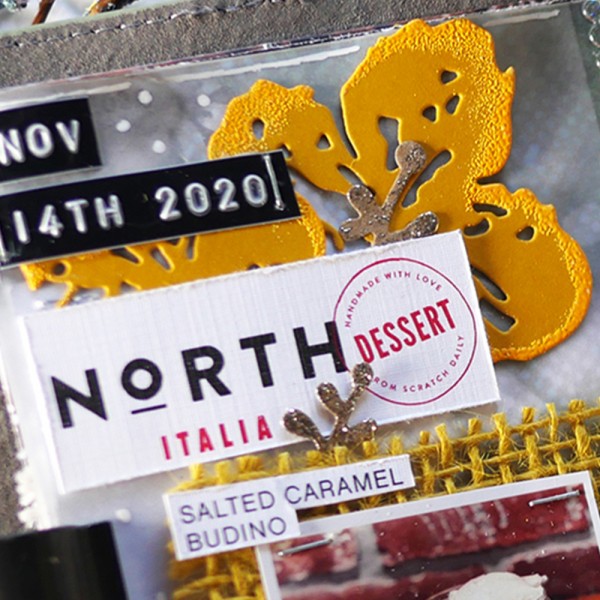 NOV
14TH 2020
NORTH
ITALIA
HANDMADE WITH LOVE
DESSERT
FROM SCRATCH DAILY
SALTED CARAMEL
BUDINO